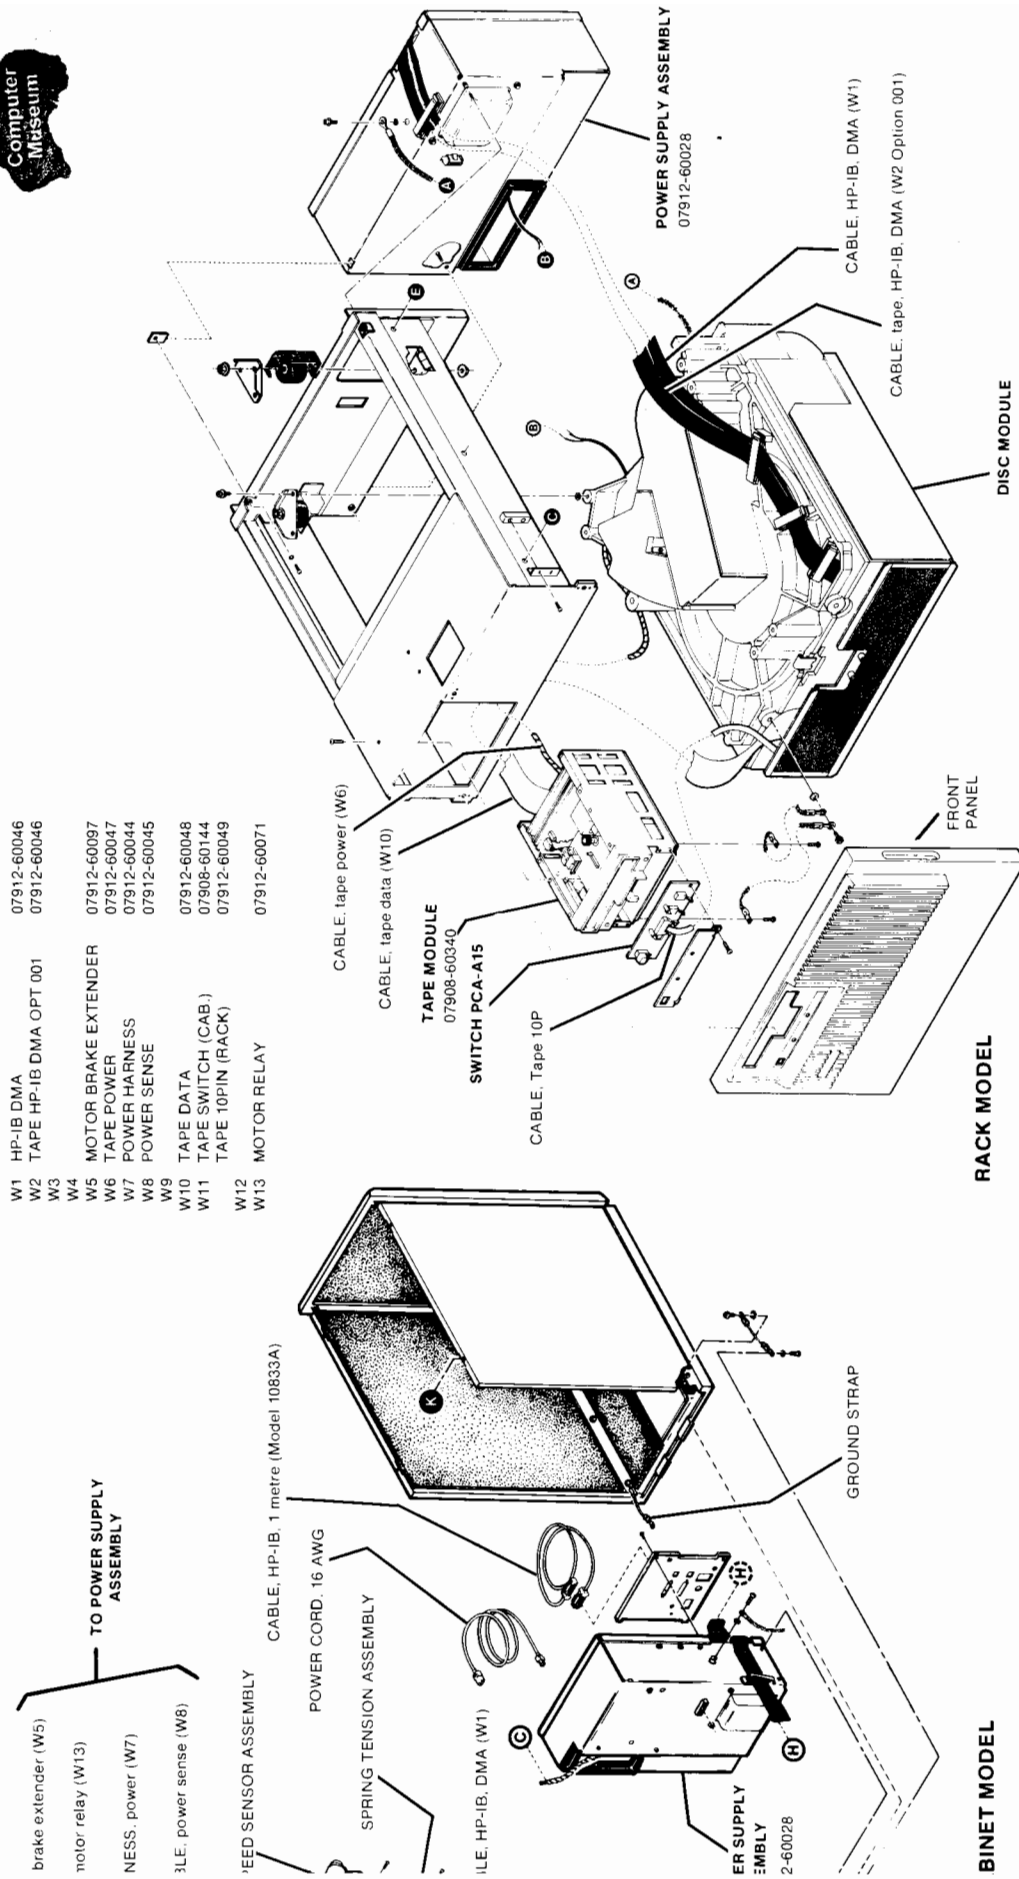 Computer
Museum
W1 HP-IB DMA 07912-60046
W2 TAPE HP-IB DMA OPT 001 07912-60046
W3
W4
W5 MOTOR BRAKE EXTENDER 07912-60097
W6 TAPE POWER 07912-60047
W7 POWER HARNESS 07912-60044
W8 POWER SENSE 07912-60045
W9
W10 TAPE DATA 07912-60048
W11 TAPE SWITCH (CAB.) 07908-60144
TAPE 10PIN (RACK) 07912-60049
W12
W13 MOTOR RELAY 07912-60071
brake extender (W5)
motor relay (W13)
NESS, power (W7)
BLE, power sense (W8)
TO POWER SUPPLY
ASSEMBLY
PEED SENSOR ASSEMBLY
CABLE, HP-IB, 1 metre (Model 10833A)
POWER CORD, 16 AWG
SPRING TENSION ASSEMBLY
LE, HP-IB, DMA (W1)
C
K
H
H
ER SUPPLY
EMBLY
2-60028
GROUND STRAP
BINET MODEL
CABLE, tape power (W6)
CABLE, tape data (W10)
TAPE MODULE
07908-60340
SWITCH PCA-A15
CABLE, Tape 10P
FRONT
PANEL
RACK MODEL
A
B
E
C
B
A
POWER SUPPLY ASSEMBLY
07912-60028
CABLE, HP-IB, DMA (W1)
CABLE, tape, HP-IB, DMA (W2 Option 001)
DISC MODULE